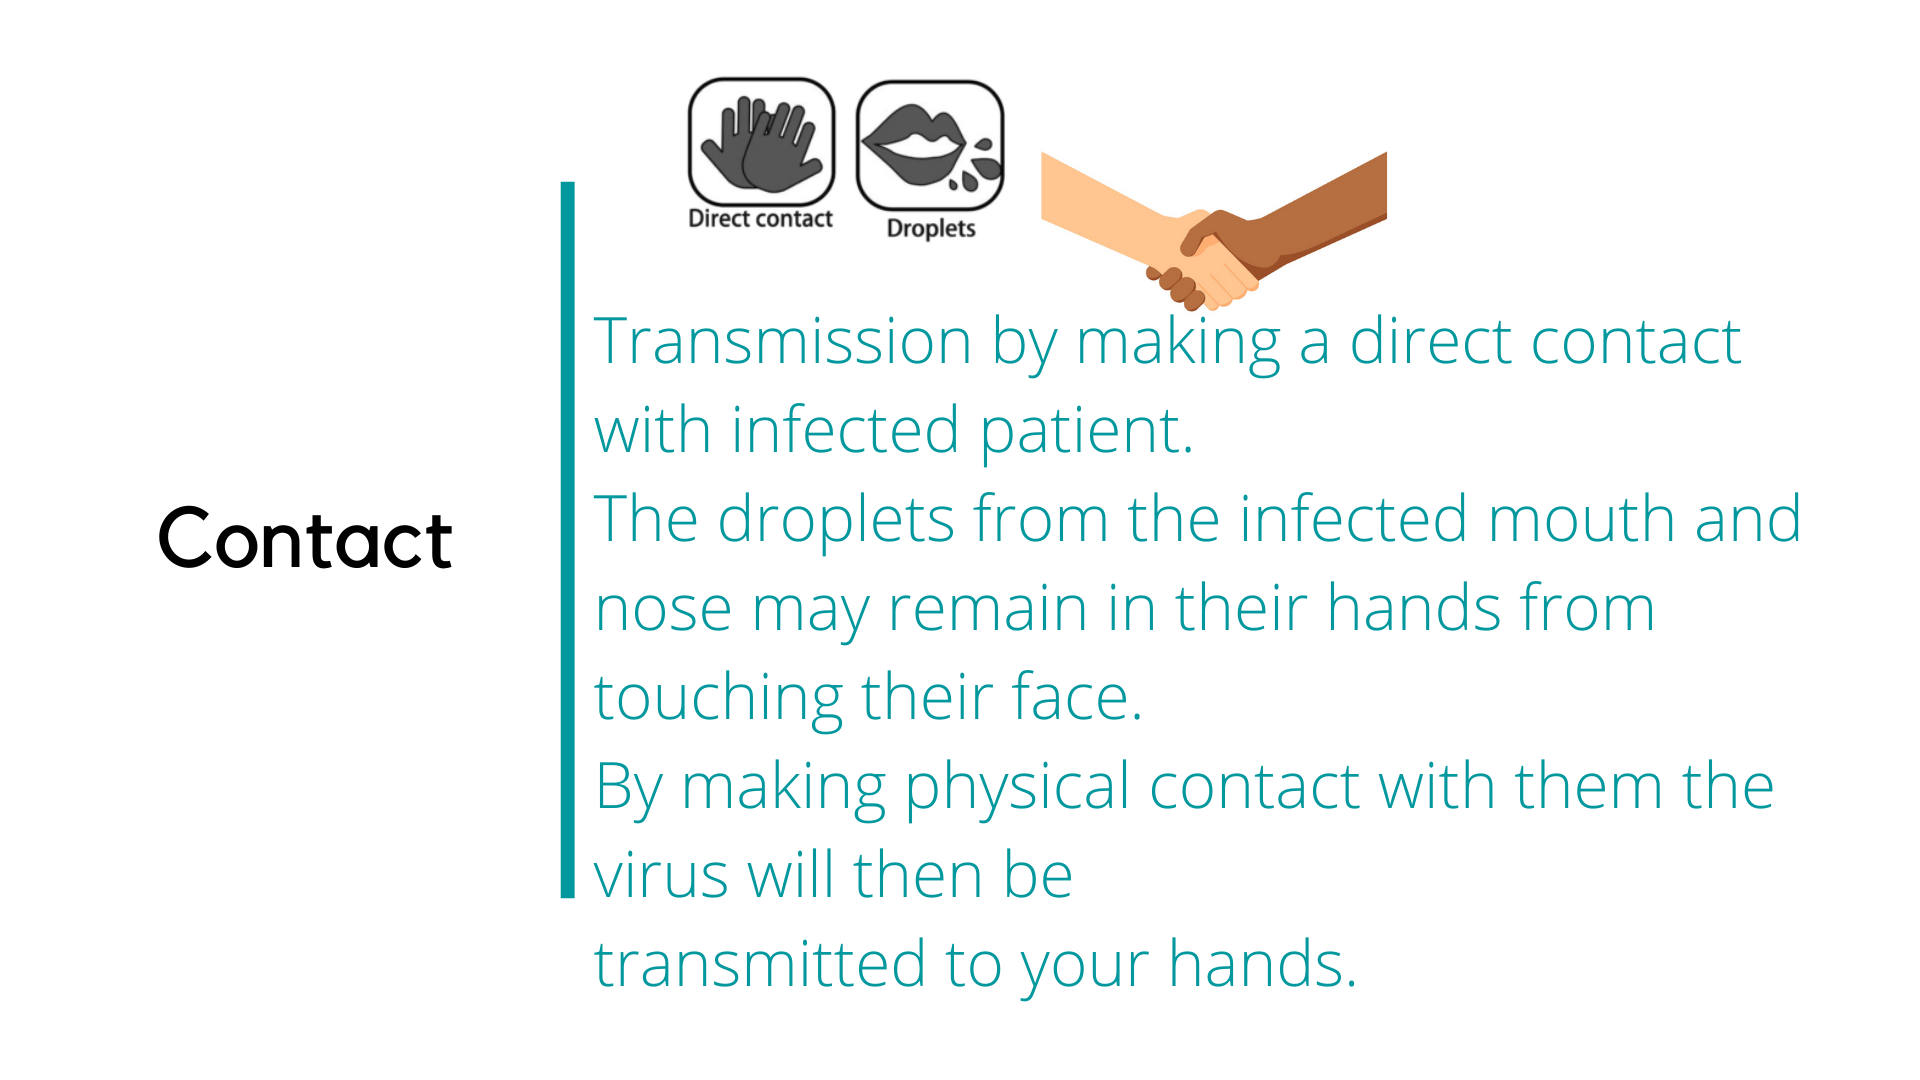 Direct contact
Droplets
Contact
Transmission by making a direct contact
with infected patient.
The droplets from the infected mouth and
nose may remain in their hands from
touching their face.
By making physical contact with them the
virus will then be
transmitted to your hands.